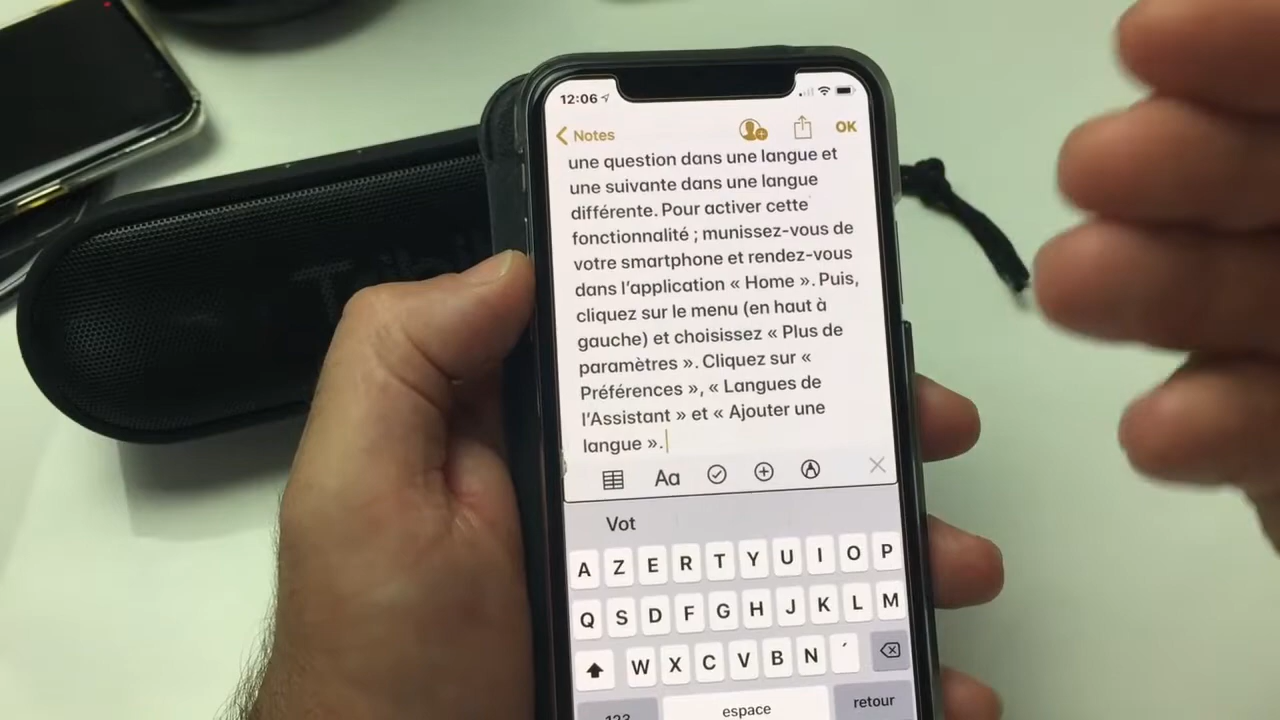 12:06
Notes
OK
une question dans une langue et
une suivante dans une langue
différente. Pour activer cette
fonctionnalité ; munissez-vous de
votre smartphone et rendez-vous
dans l'application « Home ». Puis,
cliquez sur le menu (en haut à
gauche) et choisissez « Plus de
paramètres ». Cliquez sur «
Préférences », « Langues de
l'Assistant » et « Ajouter une
langue ».
Aa
Vot
A Z E R T Y U I O P
Q S D F G H J K L M
W X C V B N ´
123 espace retour